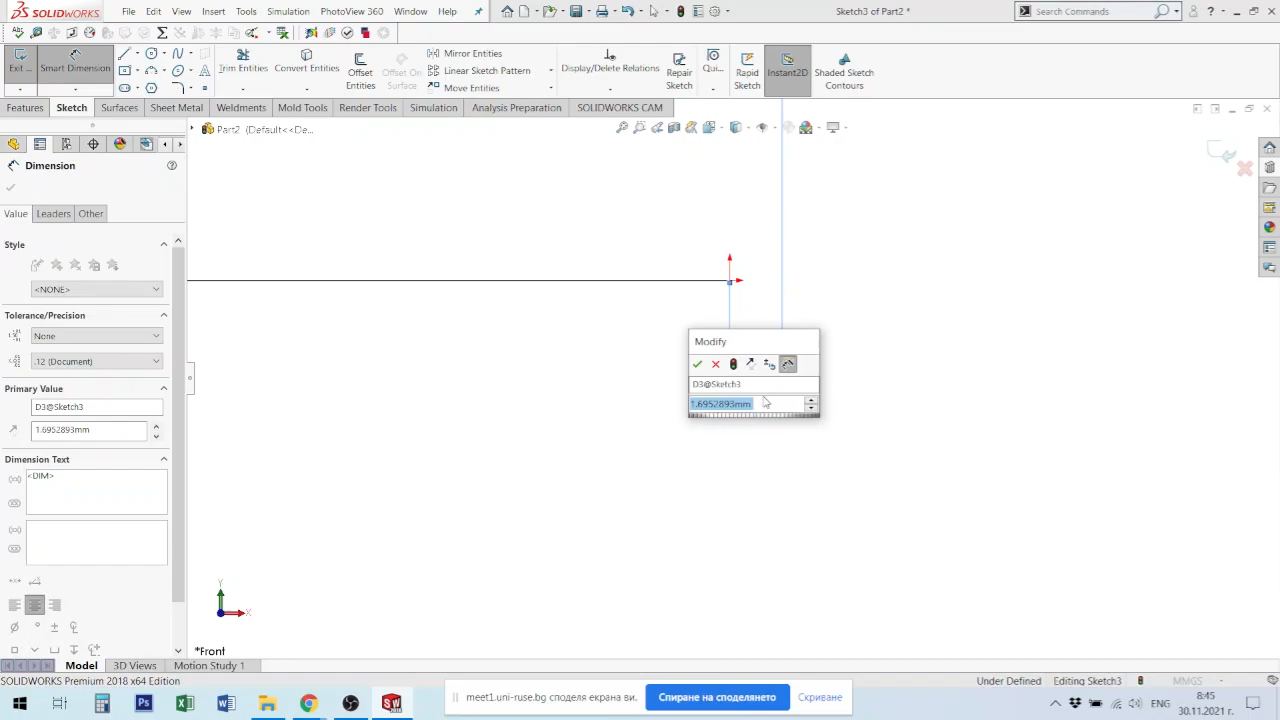 SOLIDWORKS File Edit View Insert Tools Simulation PhotoView 360 Window Help Sketch3 of Part2 * Search Commands
Exit ... Smart Dimension Trim Entities Convert Entities Offset Entities Offset On Surface Mirror Entities Display/Delete Relations Repair Sketch Qui... Rapid Sketch Instant2D Shaded Sketch Contours
Linear Sketch Pattern
Move Entities
Features Sketch Surfaces Sheet Metal Weldments Mold Tools Render Tools Simulation Analysis Preparation SOLIDWORKS CAM
Part2 (Default<<De...
Dimension
Value Leaders Other
Style
<NONE>
Tolerance/Precision
None
.12 (Document)
Primary Value
D3@Sketch3
1.6952893mm
Dimension Text
<DIM>
Modify
D3@Sketch3
1.6952893mm
Y
X
*Front
Model 3D Views Motion Study 1
SOLIDWORKS Premium 2018 x64 Edition Under Defined Editing Sketch3 MMGS
meet1.uni-ruse.bg споделя екрана ви. Спиране на споделянето Скриване
ENG 8:45
30.11.2021 г.